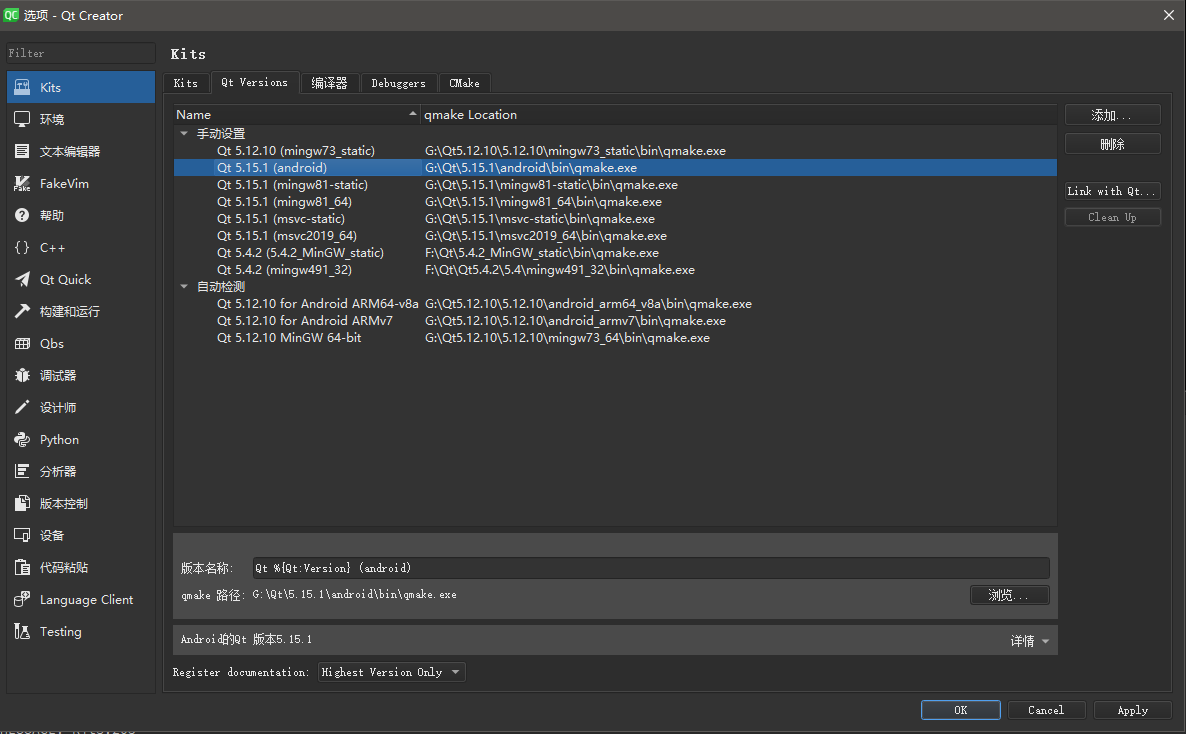 QC 选项 - Qt Creator
Filter
Kits
环境
文本编辑器
FakeVim
帮助
C++
Qt Quick
构建和运行
Qbs
调试器
设计师
Python
分析器
版本控制
设备
代码粘贴
Language Client
Testing
Kits
Kits Qt Versions 编译器 Debuggers CMake
Name qmake Location
手动设置
Qt 5.12.10 (mingw73_static) G:\Qt5.12.10\5.12.10\mingw73_static\bin\qmake.exe
Qt 5.15.1 (android) G:\Qt\5.15.1\android\bin\qmake.exe
Qt 5.15.1 (mingw81-static) G:\Qt\5.15.1\mingw81-static\bin\qmake.exe
Qt 5.15.1 (mingw81_64) G:\Qt\5.15.1\mingw81_64\bin\qmake.exe
Qt 5.15.1 (msvc-static) G:\Qt\5.15.1\msvc-static\bin\qmake.exe
Qt 5.15.1 (msvc2019_64) G:\Qt\5.15.1\msvc2019_64\bin\qmake.exe
Qt 5.4.2 (5.4.2_MinGW_static) F:\Qt\5.4.2_MinGW_static\bin\qmake.exe
Qt 5.4.2 (mingw491_32) F:\Qt\Qt5.4.2\5.4\mingw491_32\bin\qmake.exe
自动检测
Qt 5.12.10 for Android ARM64-v8a G:\Qt5.12.10\5.12.10\android_arm64_v8a\bin\qmake.exe
Qt 5.12.10 for Android ARMv7 G:\Qt5.12.10\5.12.10\android_armv7\bin\qmake.exe
Qt 5.12.10 MinGW 64-bit G:\Qt5.12.10\5.12.10\mingw73_64\bin\qmake.exe
添加...
删除
Link with Qt...
Clean Up
版本名称: Qt %{Qt:Version} (android)
qmake 路径: G:\Qt\5.15.1\android\bin\qmake.exe 浏览...
Android的Qt 版本5.15.1 详情
Register documentation: Highest Version Only
OK Cancel Apply